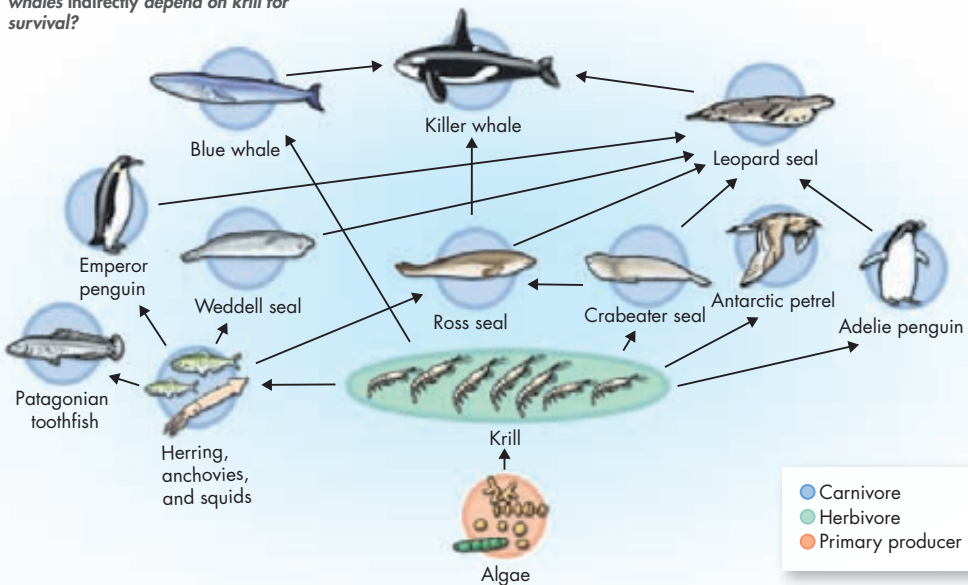 whales indirectly depend on krill for
survival?
Killer whale
Blue whale
Leopard seal
Emperor
penguin
Weddell seal
Ross seal
Crabeater seal
Antarctic petrel
Adelie penguin
Patagonian
toothfish
Herring,
anchovies,
and squids
Krill
Algae
Carnivore
Herbivore
Primary producer